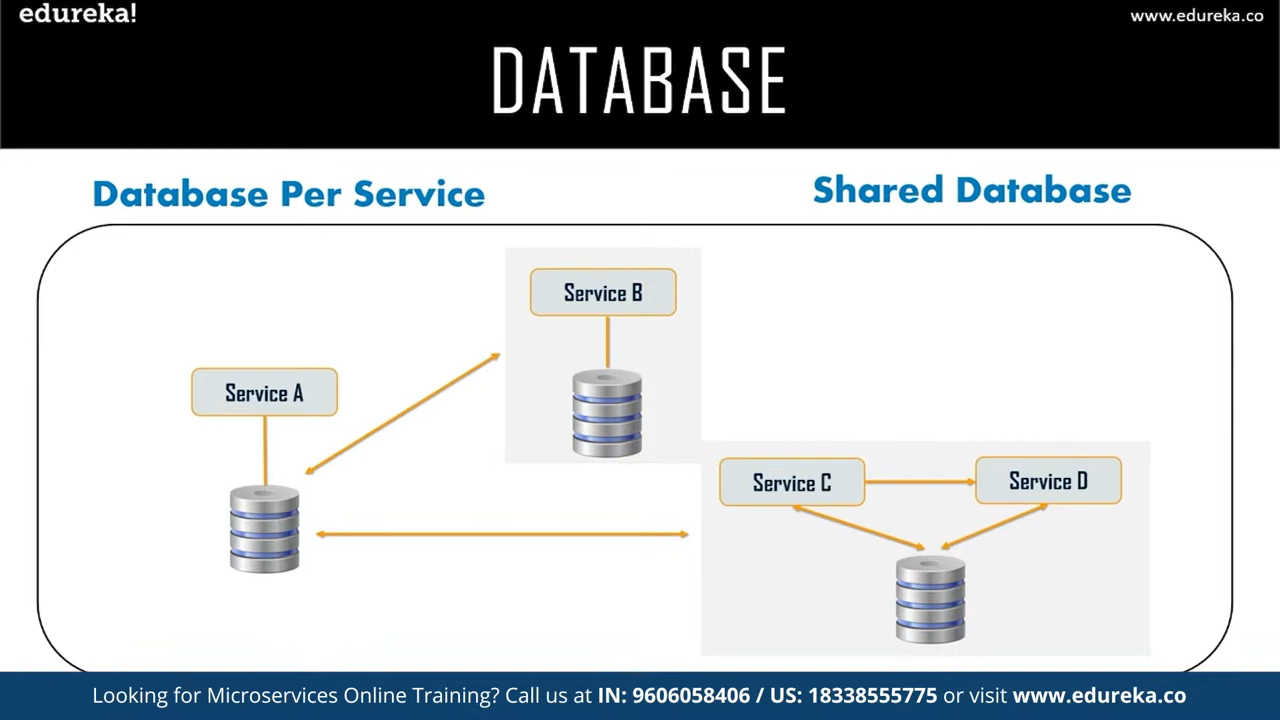 edureka!
www.edureka.co
DATABASE
Database Per Service
Shared Database
Service B
Service A
Service C
Service D
Looking for Microservices Online Training? Call us at IN: 9606058406 / US: 18338555775 or visit www.edureka.co